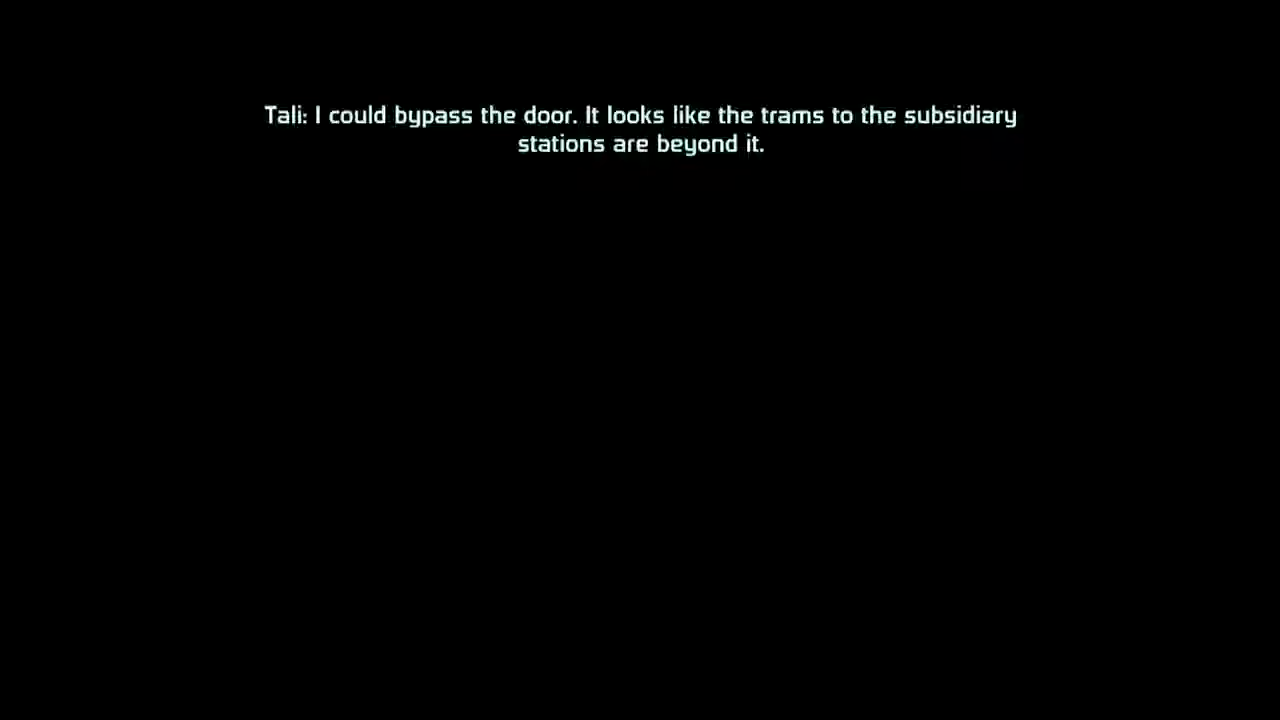 Tali: I could bypass the door. It looks like the trams to the subsidiary
stations are beyond it.